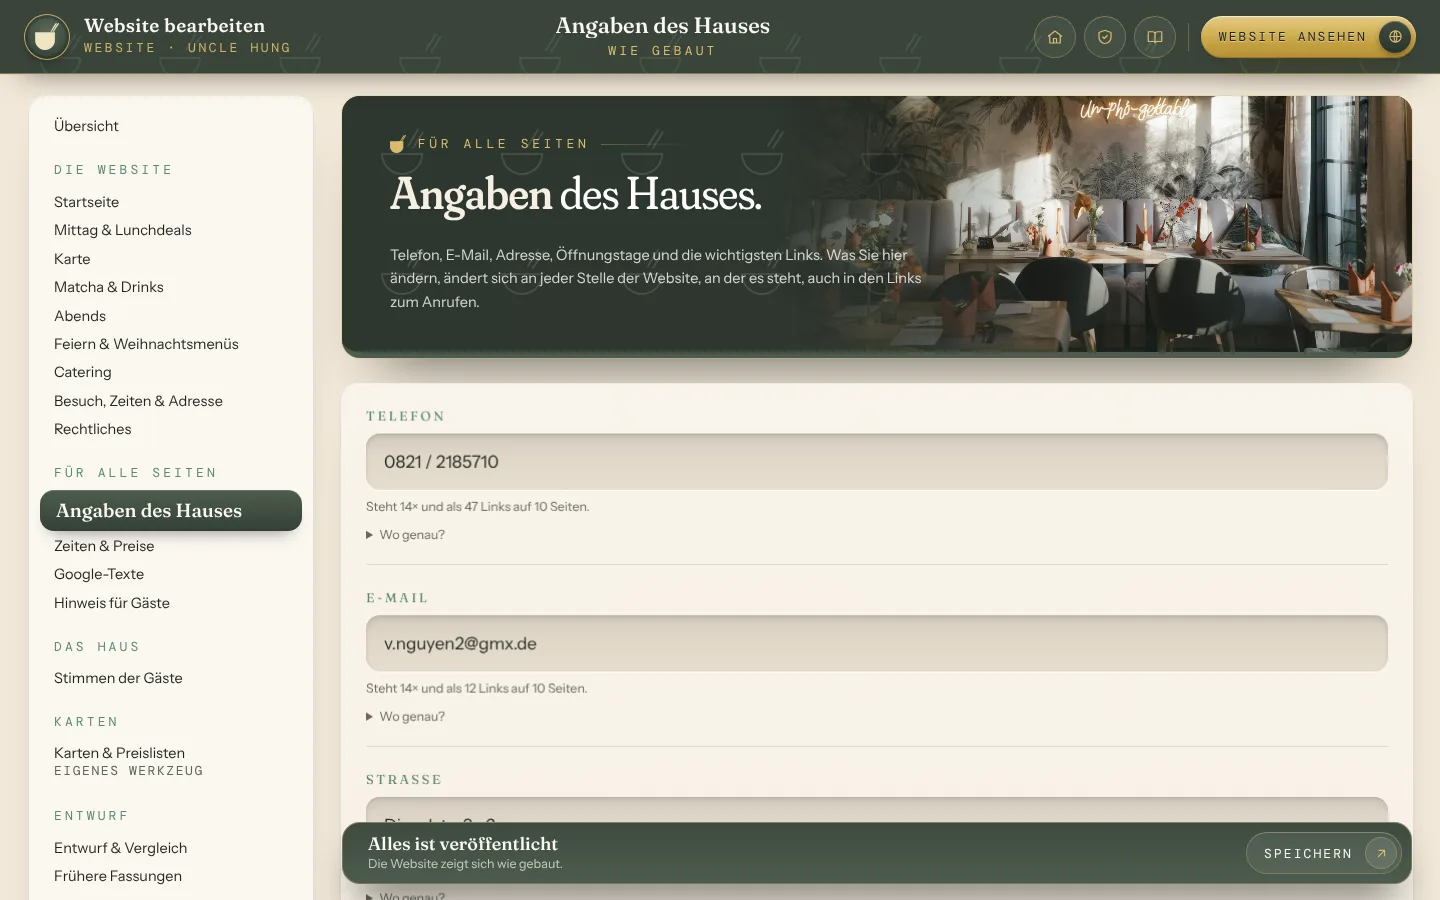 Website bearbeiten
WEBSITE · UNCLE HUNG
Angaben des Hauses
WIE GEBAUT
WEBSITE ANSEHEN
Übersicht
DIE WEBSITE
Startseite
Mittag & Lunchdeals
Karte
Matcha & Drinks
Abends
Feiern & Weihnachtsmenüs
Catering
Besuch, Zeiten & Adresse
Rechtliches
FÜR ALLE SEITEN
Angaben des Hauses
Zeiten & Preise
Google-Texte
Hinweis für Gäste
DAS HAUS
Stimmen der Gäste
KARTEN
Karten & Preislisten
EIGENES WERKZEUG
ENTWURF
Entwurf & Vergleich
Frühere Fassungen
FÜR ALLE SEITEN
Angaben des Hauses.
Telefon, E-Mail, Adresse, Öffnungstage und die wichtigsten Links. Was Sie hier
ändern, ändert sich an jeder Stelle der Website, an der es steht, auch in den Links
zum Anrufen.
Un-phở-gettable
TELEFON
0821 / 2185710
Steht 14× und als 47 Links auf 10 Seiten.
Wo genau?
E-MAIL
v.nguyen2@gmx.de
Steht 14× und als 12 Links auf 10 Seiten.
Wo genau?
STRASSE
Alles ist veröffentlicht
Die Website zeigt sich wie gebaut.
SPEICHERN
Wo genau?